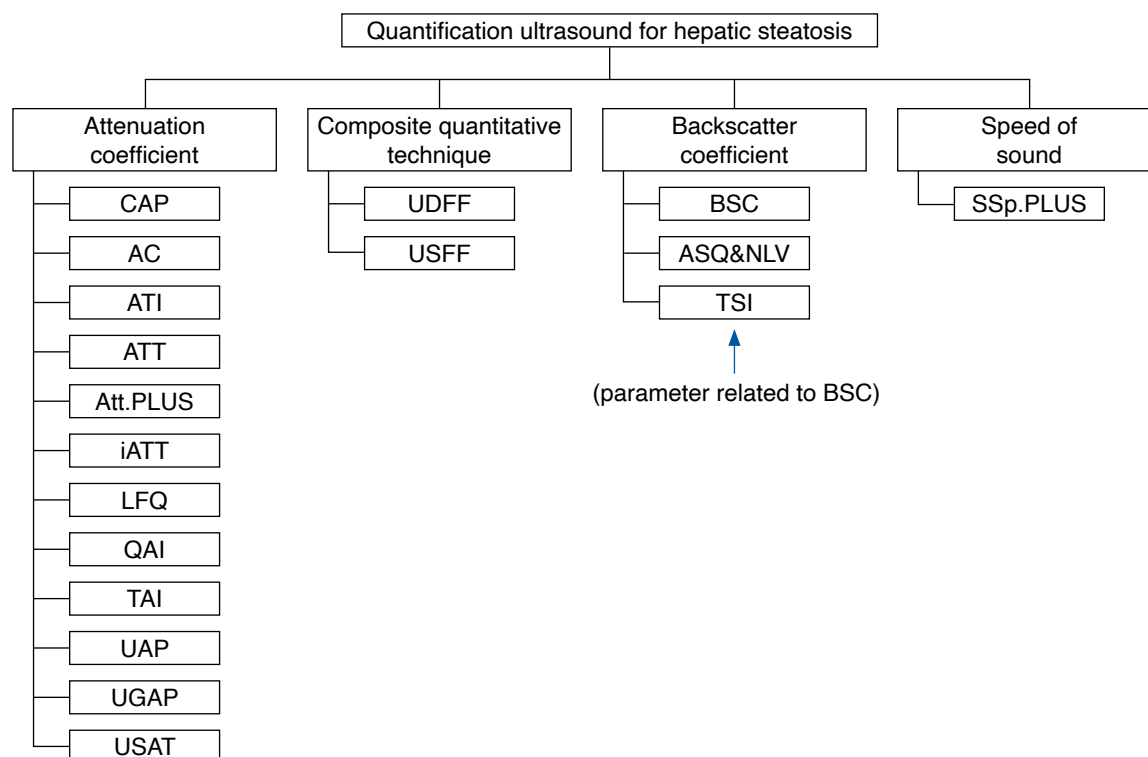 Quantification ultrasound for hepatic steatosis
Attenuation
coefficient
CAP
AC
ATI
ATT
Att.PLUS
iATT
LFQ
QAI
TAI
UAP
UGAP
USAT
Composite quantitative
technique
UDFF
USFF
Backscatter
coefficient
BSC
ASQ&NLV
TSI
(parameter related to BSC)
Speed of
sound
SSp.PLUS